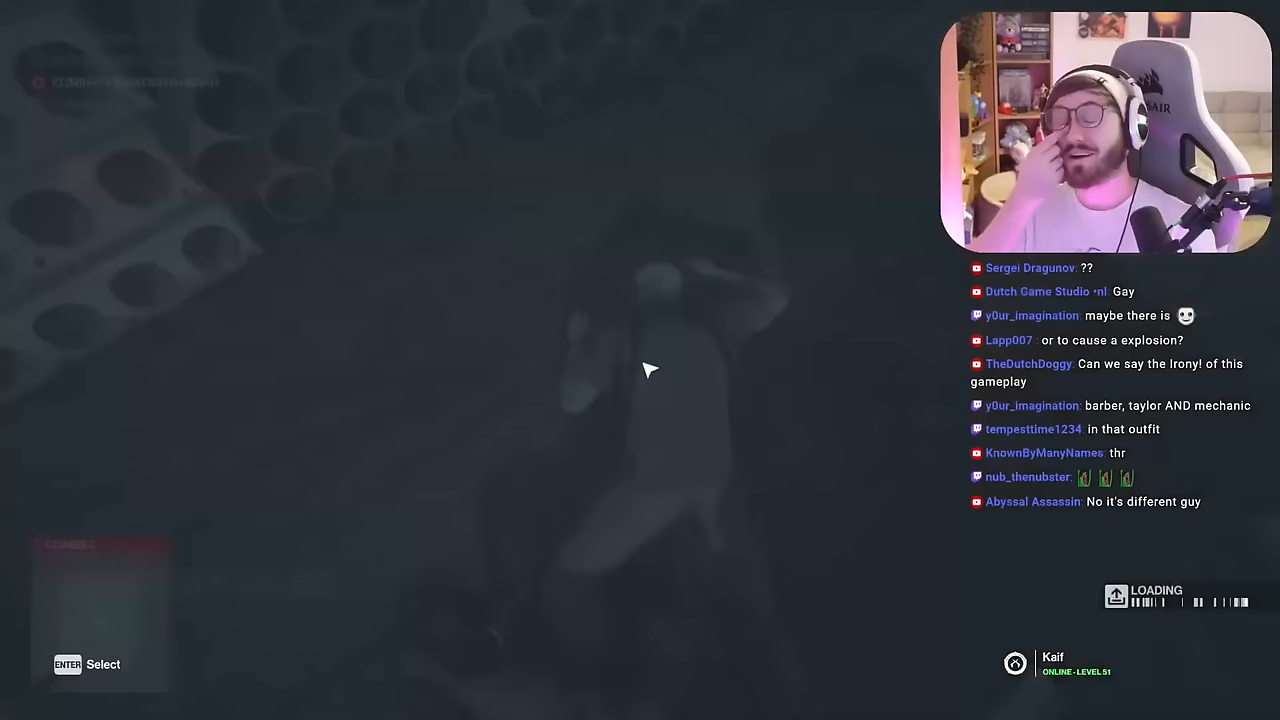 Sergei Dragunov: ??
Dutch Game Studio •nl: Gay
y0ur_imagination: maybe there is
Lapp007 or to cause a explosion?
TheDutchDoggy: Can we say the Irony! of this
gameplay
y0ur_imagination: barber, taylor AND mechanic
tempesttime1234: in that outfit
KnownByManyNames: thr
nub_thenubster:
Abyssal Assassin: No it's different guy
LOADING
ENTER Select
Kaif
ONLINE - LEVEL 51